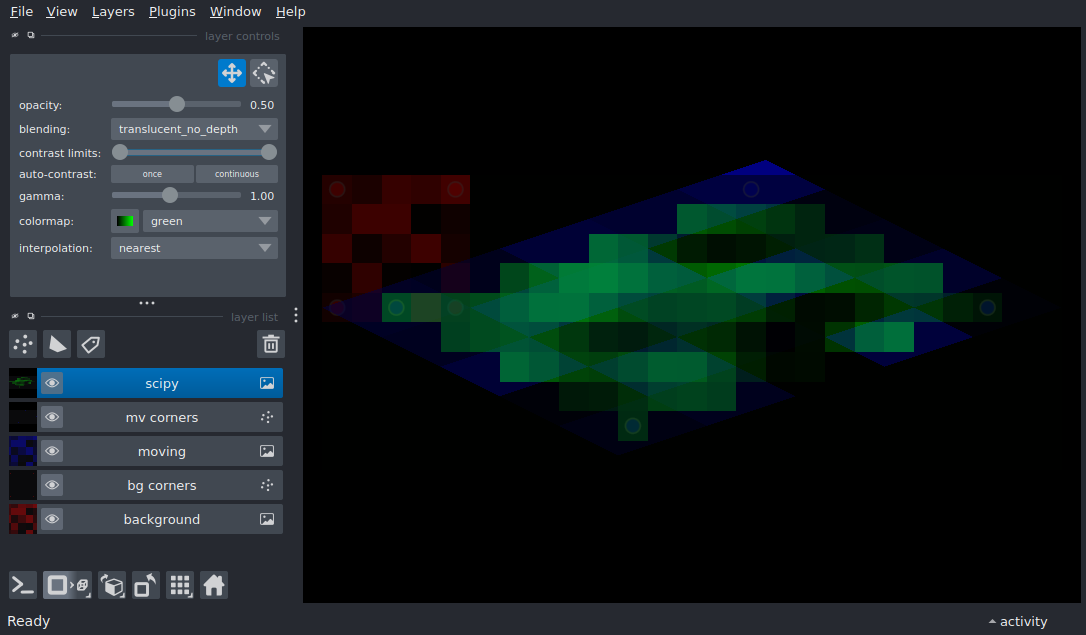 File View Layers Plugins Window Help
layer controls
opacity: 0.50
blending: translucent_no_depth
contrast limits:
auto-contrast: once continuous
gamma: 1.00
colormap: green
interpolation: nearest
layer list
scipy
mv corners
moving
bg corners
background
Ready activity